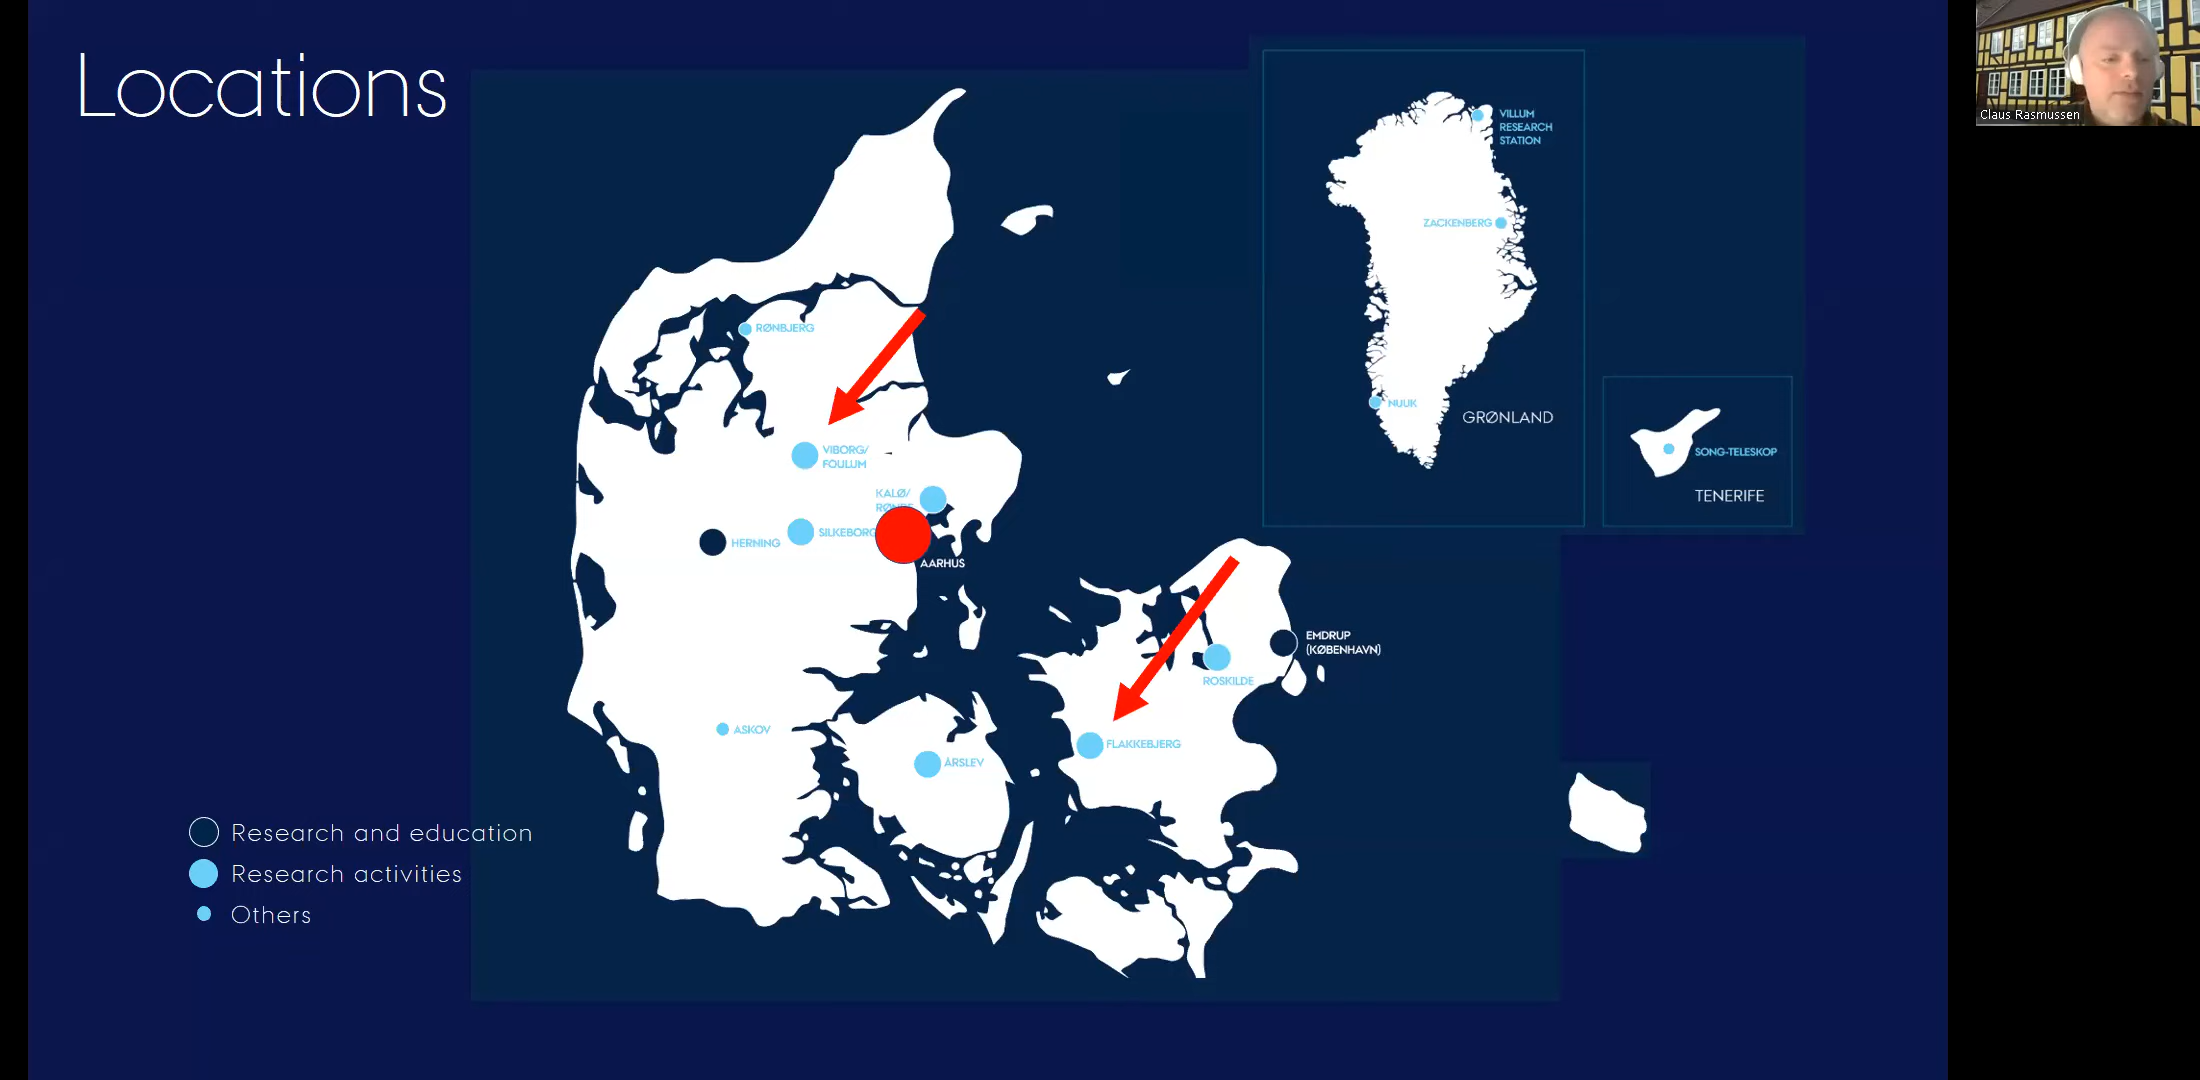 Locations
Claus Rasmussen
VILLUM
RESEARCH
STATION
ZACKENBERG
NUUK
GRØNLAND
SONG-TELESKOP
TENERIFE
RØNBJERG
VIBORG/
FOULUM
KALØ/
RØNDE
SILKEBORG
HERNING
AARHUS
EMDRUP
(KØBENHAVN)
ROSKILDE
ASKOV
ÅRSLEV
FLAKKEBJERG
Research and education
Research activities
Others